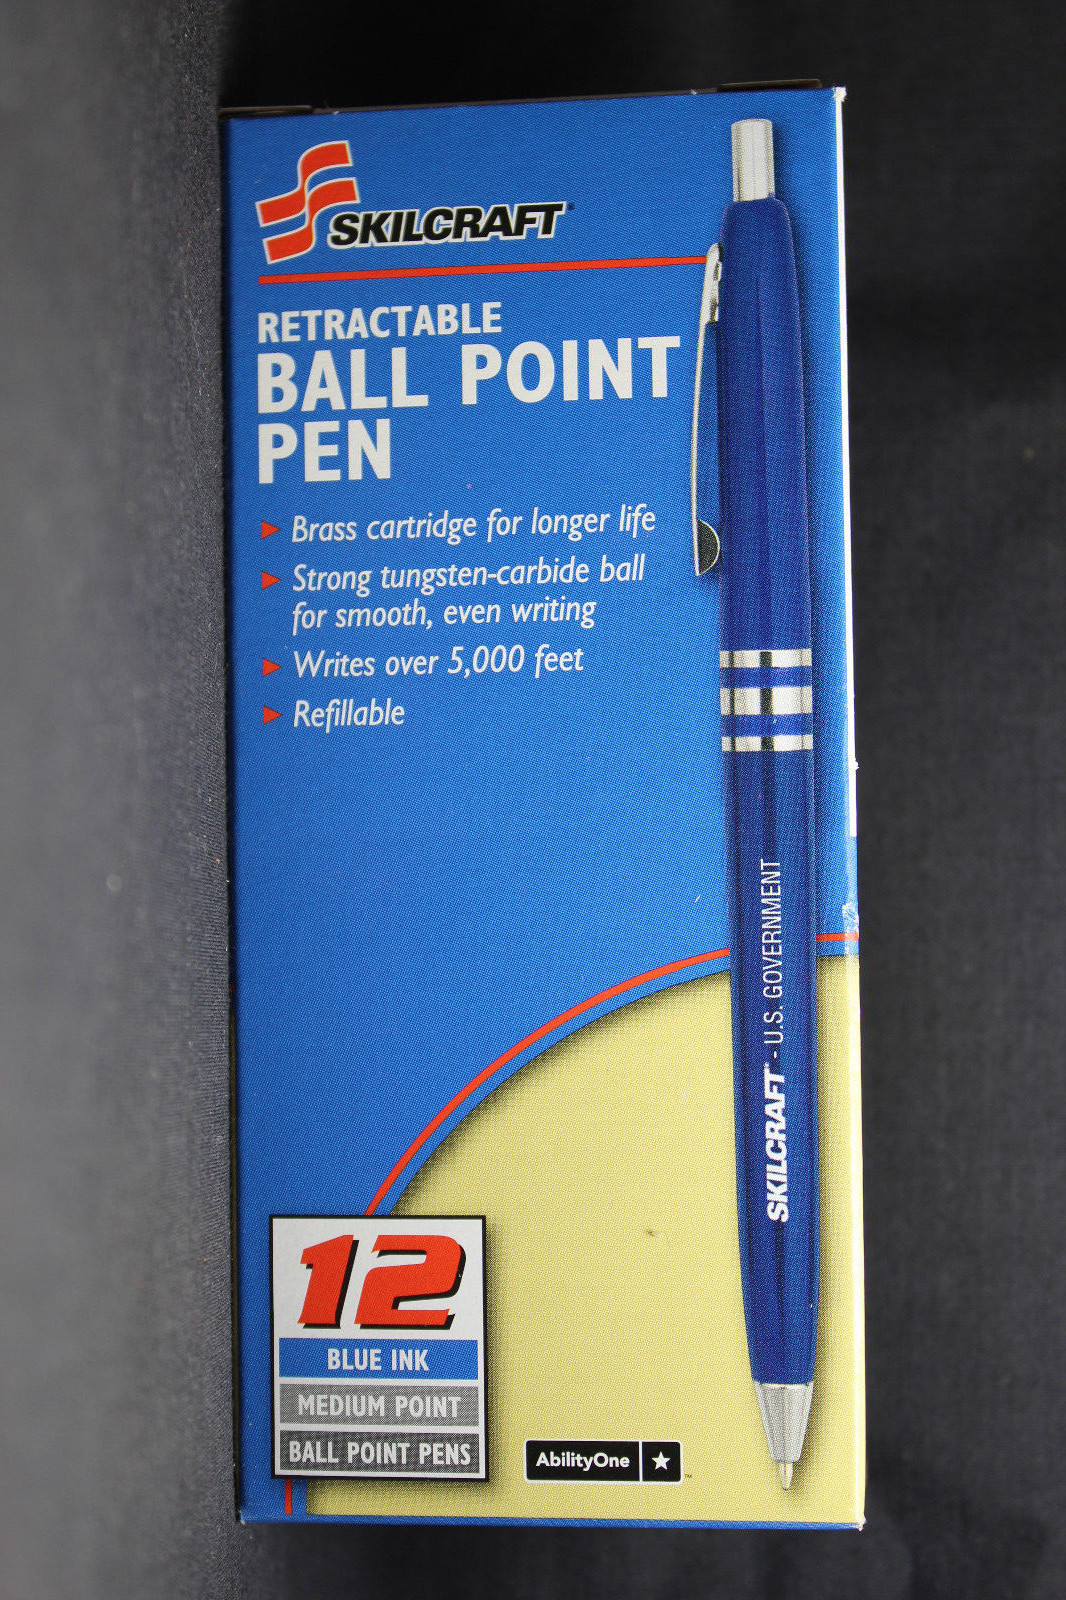 SKILCRAFT
RETRACTABLE
BALL POINT
PEN
Brass cartridge for longer life
Strong tungsten-carbide ball
for smooth, even writing
Writes over 5,000 feet
Refillable
SKILCRAFT® - U.S. GOVERNMENT
12
BLUE INK
MEDIUM POINT
BALL POINT PENS
AbilityOne ™